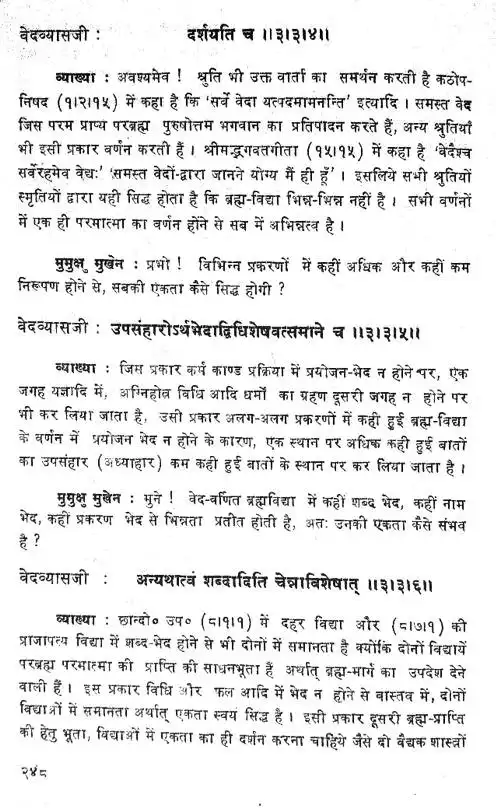 वेदव्यासजी : दर्शयति च ॥३।३।४॥
व्याख्या : अवश्यमेव ! श्रुति भी उक्त वार्ता का समर्थन करती है कठोप-
निषद (१।२।१५) में कहा है कि ‘सर्वे वेदा यत्पदमामनन्ति’ इत्यादि । समस्त वेद
जिस परम प्राप्य परब्रह्म पुरुषोत्तम भगवान का प्रतिपादन करते हैं, अन्य श्रुतियाँ
भी इसी प्रकार वर्णन करती हैं । श्रीमद्भगवतगीता (१५।१५) में कहा है ‘वेदैश्च
सर्वेरहमेव वेद्यः’ ‘समस्त वेदों-द्वारा जानने योग्य मैं ही हूँ’ । इसलिये सभी श्रुतियों
स्मृतियों द्वारा यही सिद्ध होता है कि ब्रह्म-विद्या भिन्न-भिन्न नहीं है । सभी वर्णनों
में एक ही परमात्मा का वर्णन होने से सब में अभिन्नत्व है ।
मुमुक्षु मुखेन : प्रभो ! विभिन्न प्रकरणों में कहीं अधिक और कहीं कम
निरूपण होने से, सबकी एकता कैसे सिद्ध होगी ?
वेदव्यासजी : उपसंहारोऽर्थभेदाद्विधिशेषवत्समाने च ॥३।३।५॥
व्याख्या : जिस प्रकार कर्म काण्ड प्रक्रिया में प्रयोजन-भेद न होने पर, एक
जगह यज्ञादि में, अग्निहोत्र विधि आदि धर्मों का ग्रहण दूसरी जगह न होने पर
भी कर लिया जाता है, उसी प्रकार अलग-अलग प्रकरणों में कही हुई ब्रह्म-विद्या
के वर्णन में प्रयोजन भेद न होने के कारण, एक स्थान पर अधिक कही हुई बातों
का उपसंहार (अध्याहार) कम कही हुई बातों के स्थान पर कर लिया जाता है ।
मुमुक्षु मुखेन : मुने ! वेद-वर्णित ब्रह्मविद्या में कहीं शब्द भेद, कहीं नाम
भेद, कहीं प्रकरण भेद से भिन्नता प्रतीत होती है, अतः उनकी एकता कैसे संभव
है ?
वेदव्यासजी : अन्यथात्वं शब्दादिति चेन्नाविशेषात् ॥३।३।६॥
व्याख्या : छान्दो० उप० (८।१।१) में दहर विद्या और (८।७।१) की
प्राजापत्य विद्या में शब्द-भेद होने से भी दोनों में समानता है क्योंकि दोनों विद्यायें
परब्रह्म परमात्मा की प्राप्ति की साधनभूता हैं अर्थात् ब्रह्म-मार्ग का उपदेश देने
वाली हैं । इस प्रकार विधि और फल आदि में भेद न होने से वास्तव में, दोनों
विद्याओं में समानता अर्थात् एकता स्वयं सिद्ध है । इसी प्रकार दूसरी ब्रह्म-प्राप्ति
की हेतु भूता, विद्याओं में एकता का ही दर्शन करना चाहिये जैसे दो वैद्यक शास्त्रों
२४८